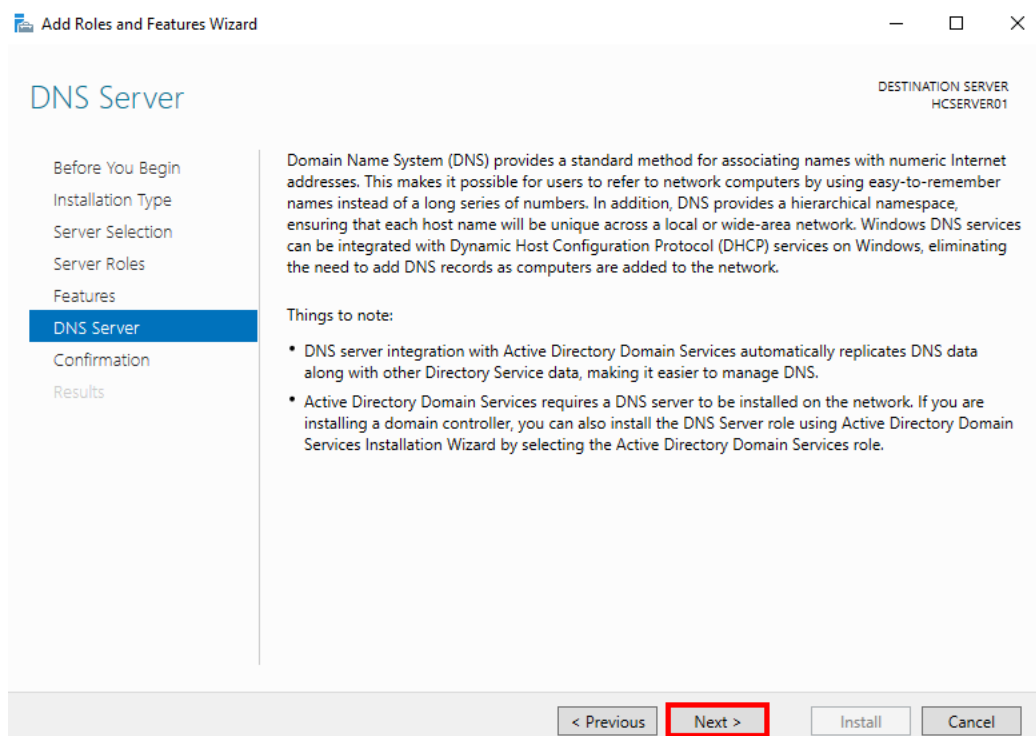 Add Roles and Features Wizard
DNS Server
DESTINATION SERVER
HCSERVER01
Before You Begin
Installation Type
Server Selection
Server Roles
Features
DNS Server
Confirmation
Results
Domain Name System (DNS) provides a standard method for associating names with numeric Internet
addresses. This makes it possible for users to refer to network computers by using easy-to-remember
names instead of a long series of numbers. In addition, DNS provides a hierarchical namespace,
ensuring that each host name will be unique across a local or wide-area network. Windows DNS services
can be integrated with Dynamic Host Configuration Protocol (DHCP) services on Windows, eliminating
the need to add DNS records as computers are added to the network.
Things to note:
• DNS server integration with Active Directory Domain Services automatically replicates DNS data
along with other Directory Service data, making it easier to manage DNS.
• Active Directory Domain Services requires a DNS server to be installed on the network. If you are
installing a domain controller, you can also install the DNS Server role using Active Directory Domain
Services Installation Wizard by selecting the Active Directory Domain Services role.
< Previous
Next >
Install
Cancel